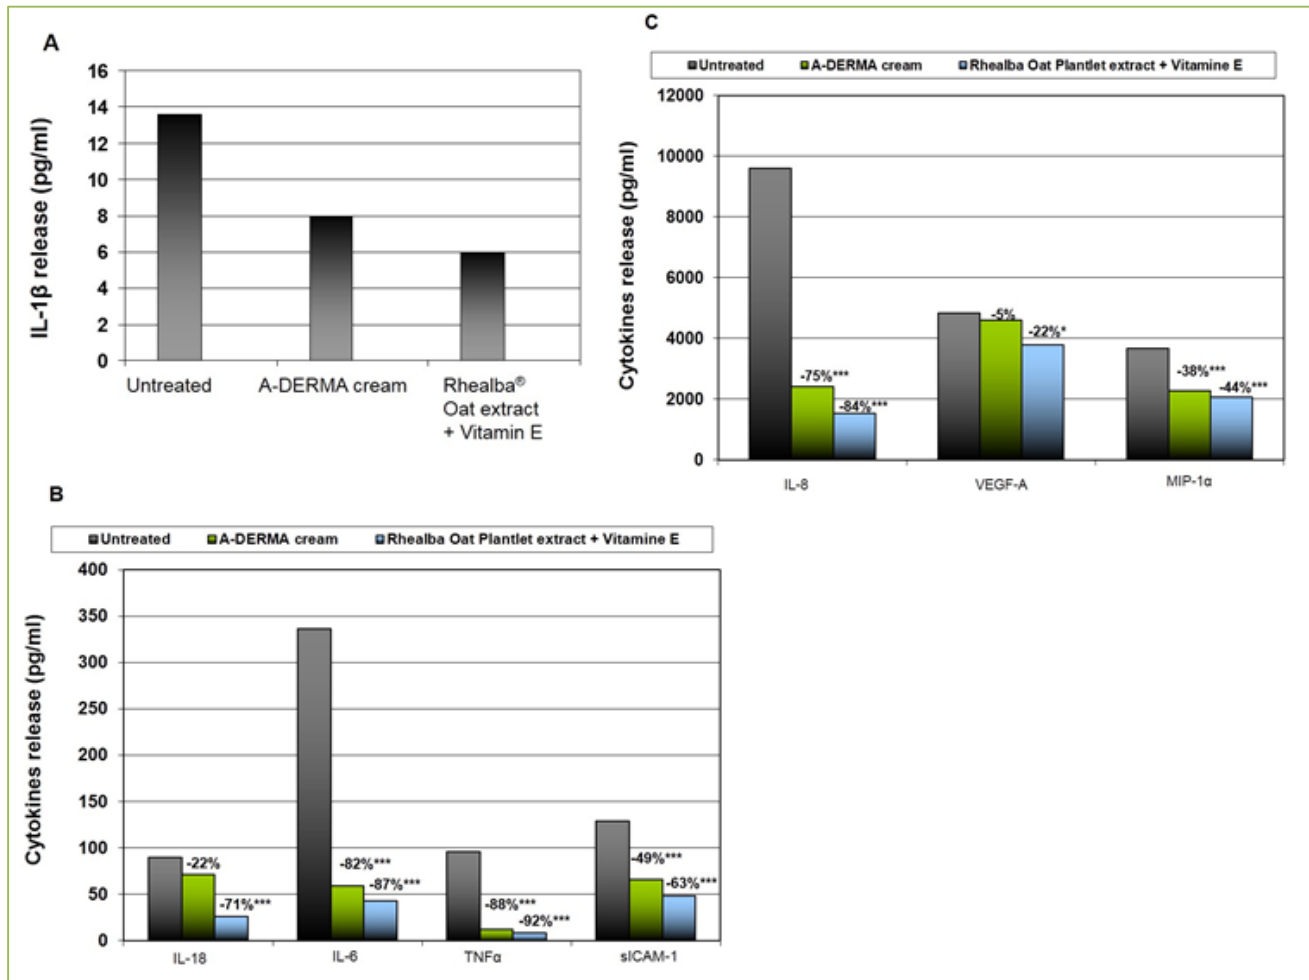 A
IL-1β release (pg/ml)
16
14
12
10
8
6
4
2
0
Untreated
A-DERMA cream
Rhealba®
Oat extract
+ Vitamin E
C
Untreated
A-DERMA cream
Rhealba Oat Plantlet extract + Vitamine E
Cytokines release (pg/ml)
12000
10000
8000
6000
4000
2000
0
-75%***
-84%***
-5%
-22%*
-38%***
-44%***
IL-8
VEGF-A
MIP-1α
B
Untreated
A-DERMA cream
Rhealba Oat Plantlet extract + Vitamine E
Cytokines release (pg/ml)
400
350
300
250
200
150
100
50
0
-22%
-71%***
-82%***
-87%***
-88%***
-92%***
-49%***
-63%***
IL-18
IL-6
TNFα
sICAM-1